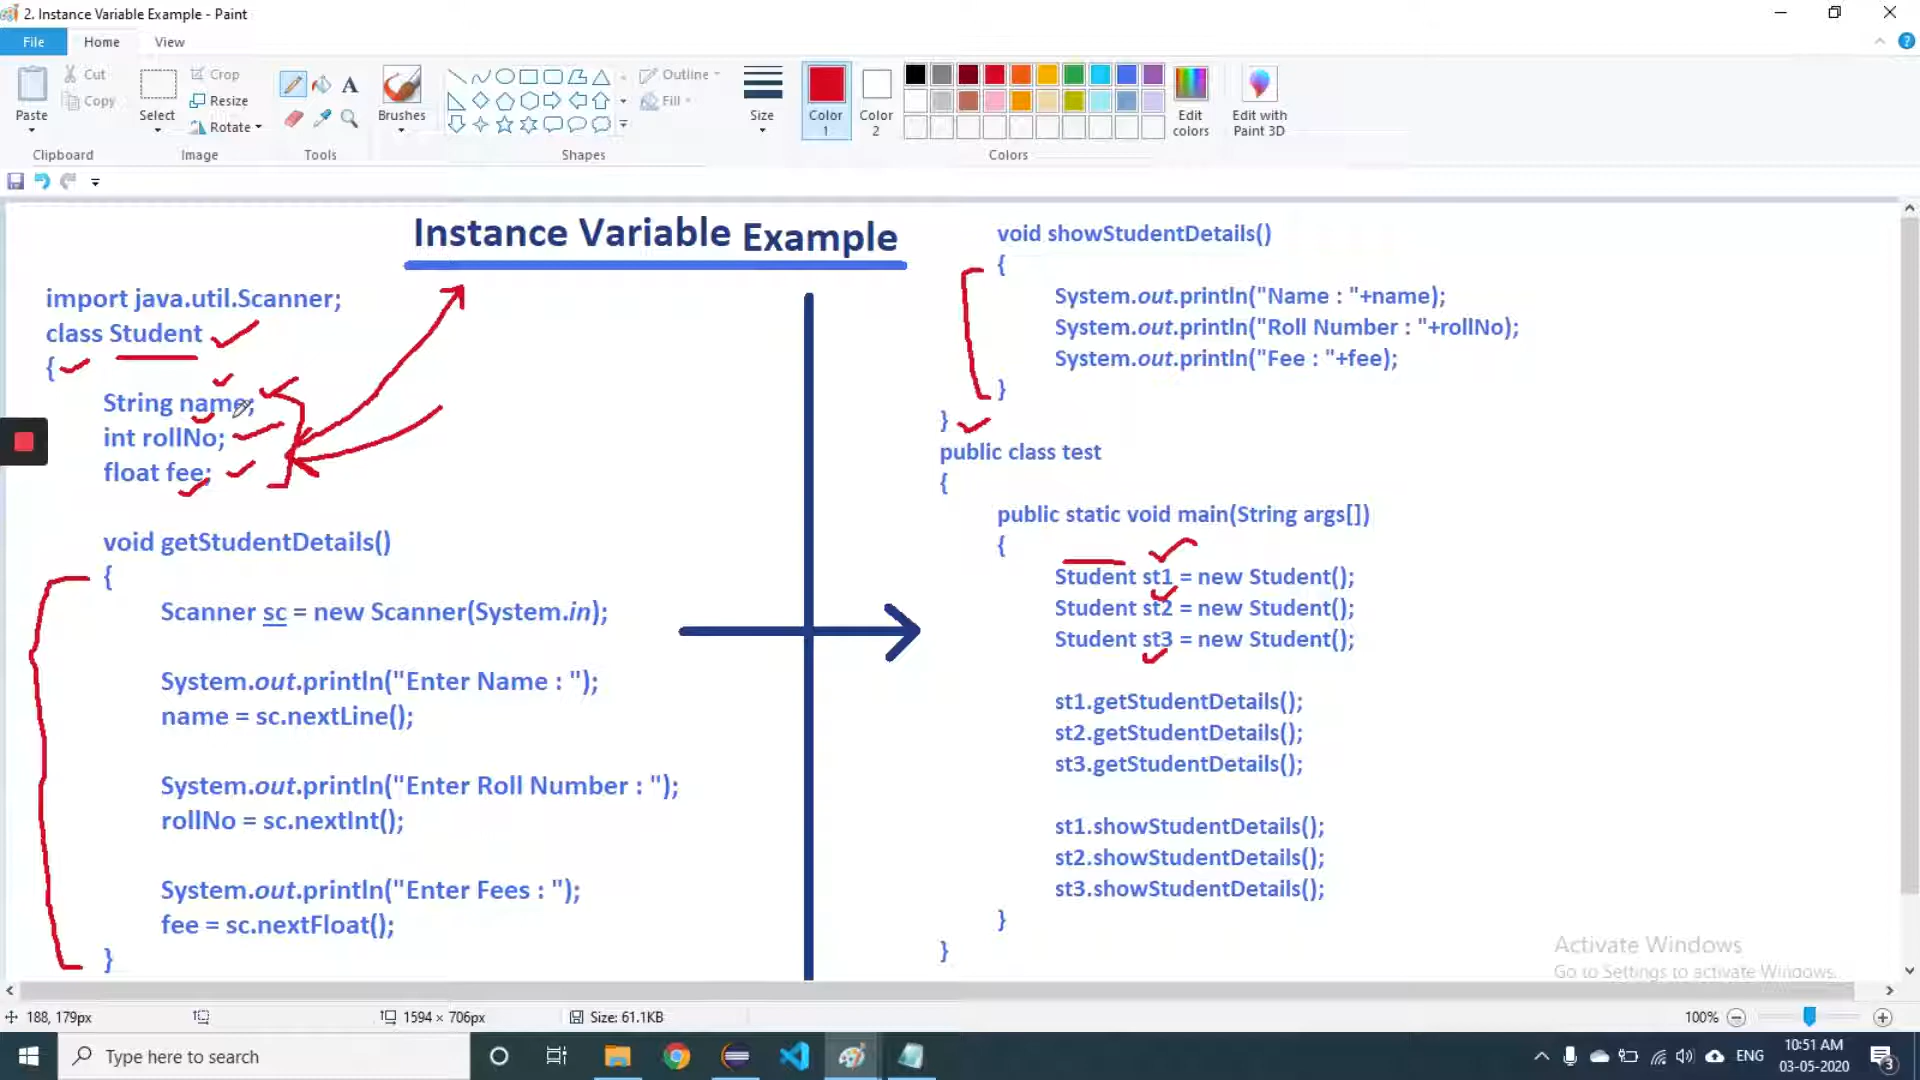 2. Instance Variable Example - Paint
File
Home
View
Paste
Cut
Copy
Clipboard
Select
Crop
Resize
Rotate
Image
Tools
Brushes
Shapes
Outline
Fill
Size
Color 1
Color 2
Colors
Edit colors
Edit with Paint 3D
Instance Variable Example
import java.util.Scanner;
class Student
{
String name;
int rollNo;
float fee;
void getStudentDetails()
{
Scanner sc = new Scanner(System.in);
System.out.println("Enter Name : ");
name = sc.nextLine();
System.out.println("Enter Roll Number : ");
rollNo = sc.nextInt();
System.out.println("Enter Fees : ");
fee = sc.nextFloat();
}
void showStudentDetails()
{
System.out.println("Name : "+name);
System.out.println("Roll Number : "+rollNo);
System.out.println("Fee : "+fee);
}
}
public class test
{
public static void main(String args[])
{
Student st1 = new Student();
Student st2 = new Student();
Student st3 = new Student();
st1.getStudentDetails();
st2.getStudentDetails();
st3.getStudentDetails();
st1.showStudentDetails();
st2.showStudentDetails();
st3.showStudentDetails();
}
}
Activate Windows
Go to Settings to activate Windows.
188, 179px
1594 × 706px
Size: 61.1KB
100%
Type here to search
ENG
10:51 AM
03-05-2020
3